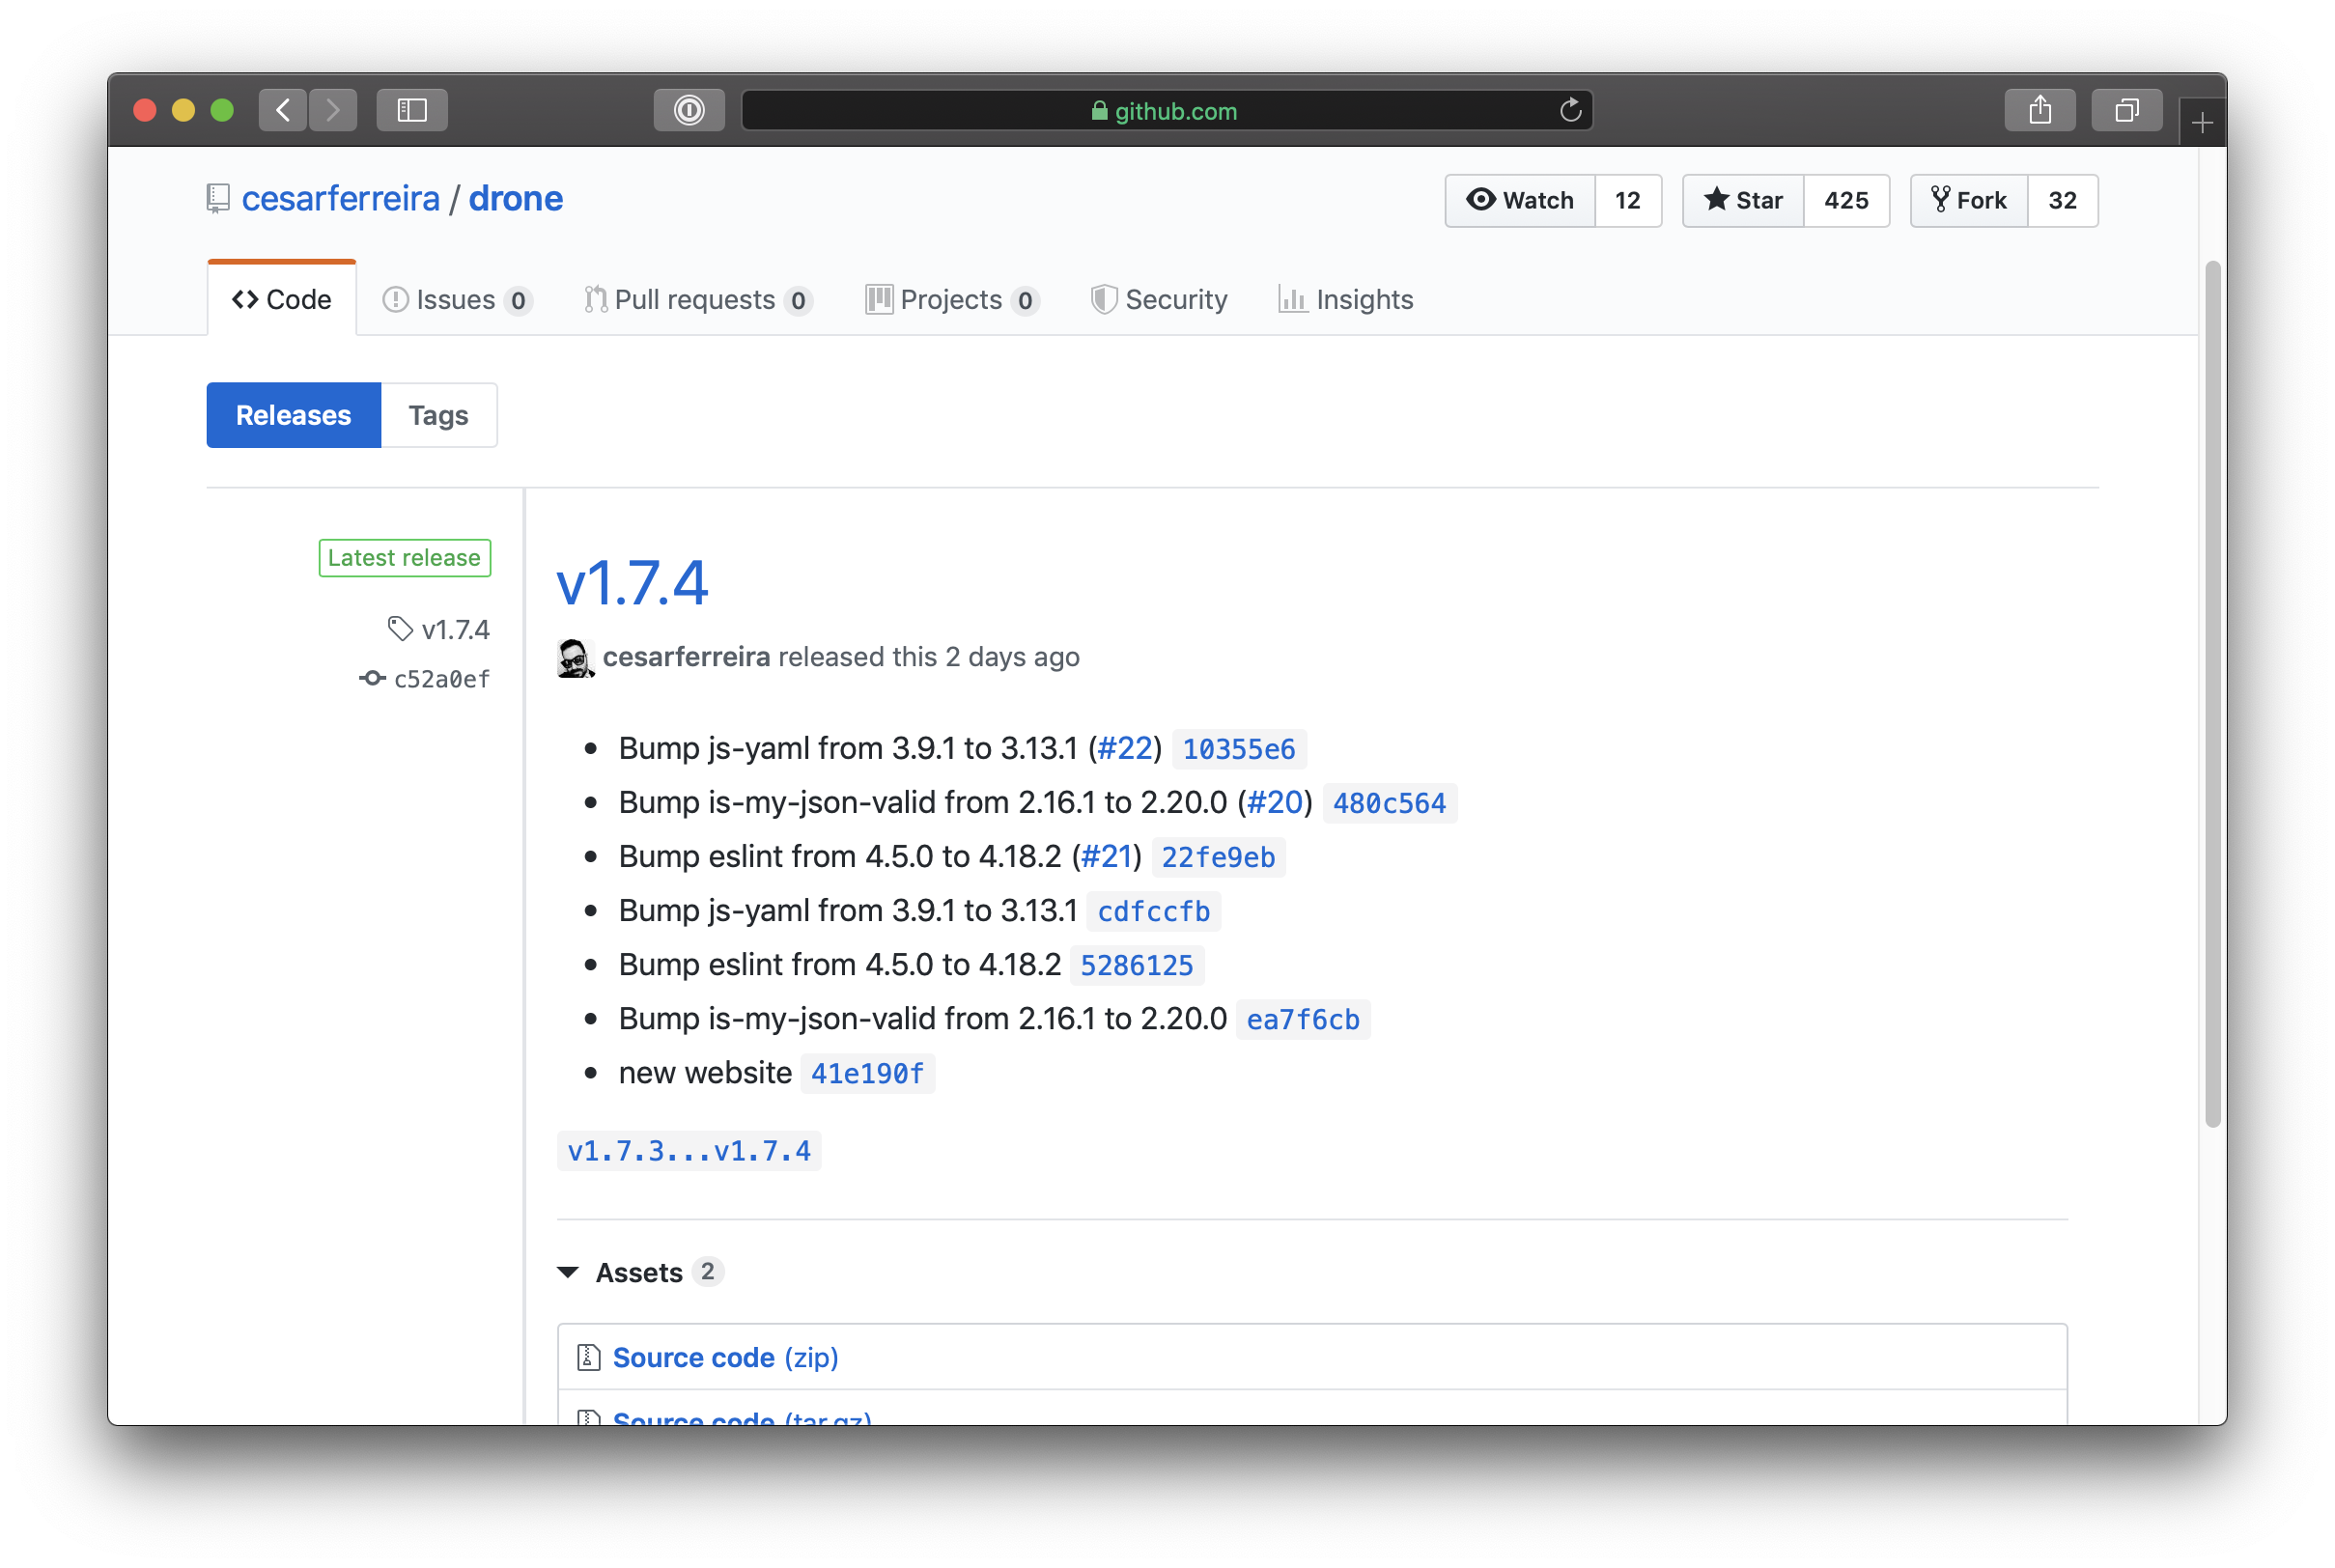 github.com
cesarferreira / drone
Watch 12 Star 425 Fork 32
Code Issues 0 Pull requests 0 Projects 0 Security Insights
Releases Tags
Latest release
v1.7.4
c52a0ef
v1.7.4
cesarferreira released this 2 days ago
Bump js-yaml from 3.9.1 to 3.13.1 (#22) 10355e6
Bump is-my-json-valid from 2.16.1 to 2.20.0 (#20) 480c564
Bump eslint from 4.5.0 to 4.18.2 (#21) 22fe9eb
Bump js-yaml from 3.9.1 to 3.13.1 cdfccfb
Bump eslint from 4.5.0 to 4.18.2 5286125
Bump is-my-json-valid from 2.16.1 to 2.20.0 ea7f6cb
new website 41e190f
v1.7.3...v1.7.4
Assets 2
Source code (zip)
Source code (tar.gz)